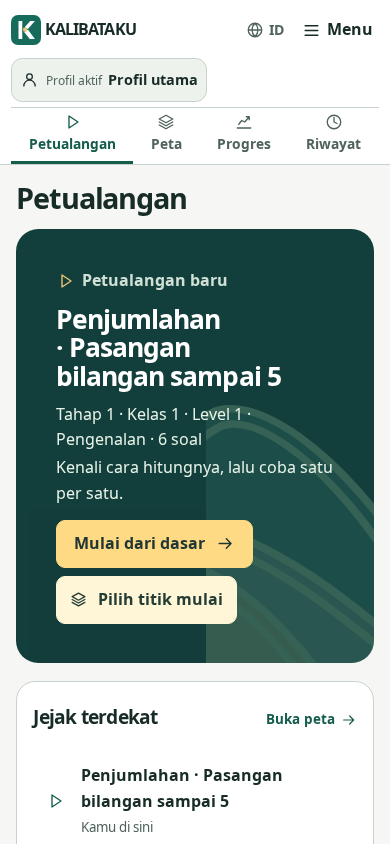 KALIBATAKU
ID
Menu
Profil aktif Profil utama
Petualangan
Peta
Progres
Riwayat
Petualangan
Petualangan baru
Penjumlahan
· Pasangan
bilangan sampai 5
Tahap 1 · Kelas 1 · Level 1 ·
Pengenalan · 6 soal
Kenali cara hitungnya, lalu coba satu
per satu.
Mulai dari dasar →
Pilih titik mulai
Jejak terdekat
Buka peta →
Penjumlahan · Pasangan
bilangan sampai 5
Kamu di sini